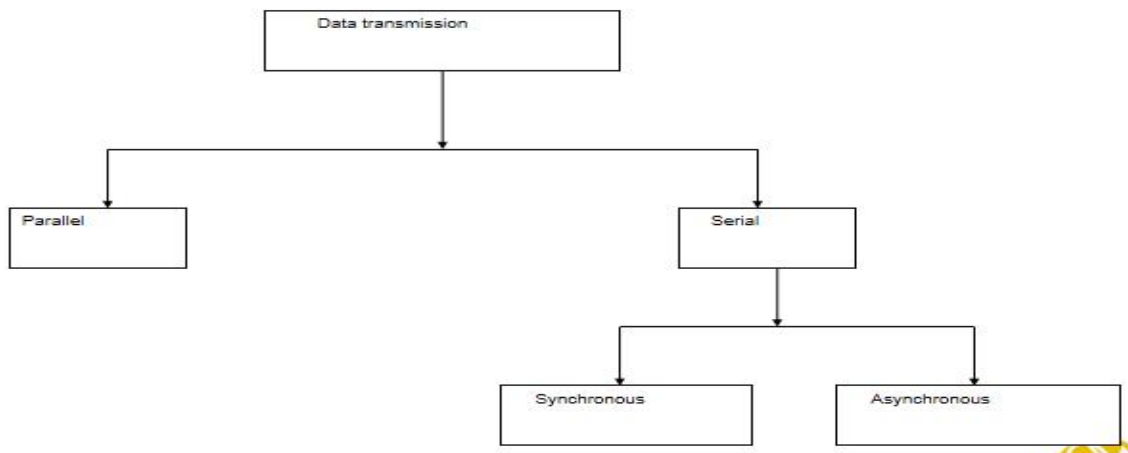 Data transmission
Parallel
Serial
Synchronous
Asynchronous